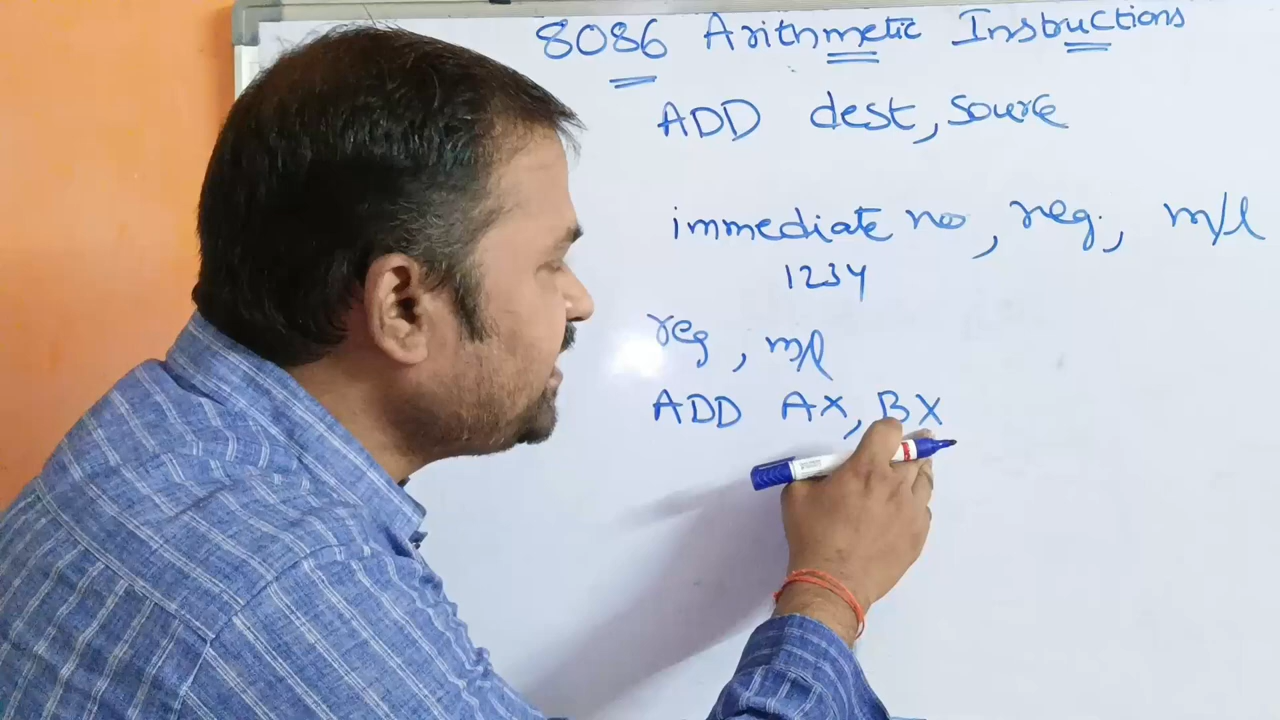 8086 Arithmetic Instructions
ADD dest, source
immediate no, reg, m/l
1234
reg, m/l
ADD AX, BX